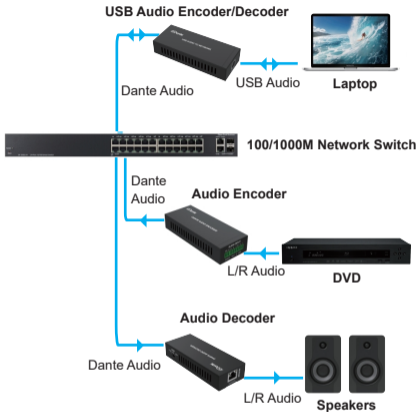 USB Audio Encoder/Decoder
Dante Audio
USB Audio
Laptop
100/1000M Network Switch
Dante
Audio
Audio Encoder
L/R Audio
DVD
Audio Decoder
Dante Audio
L/R Audio
Speakers